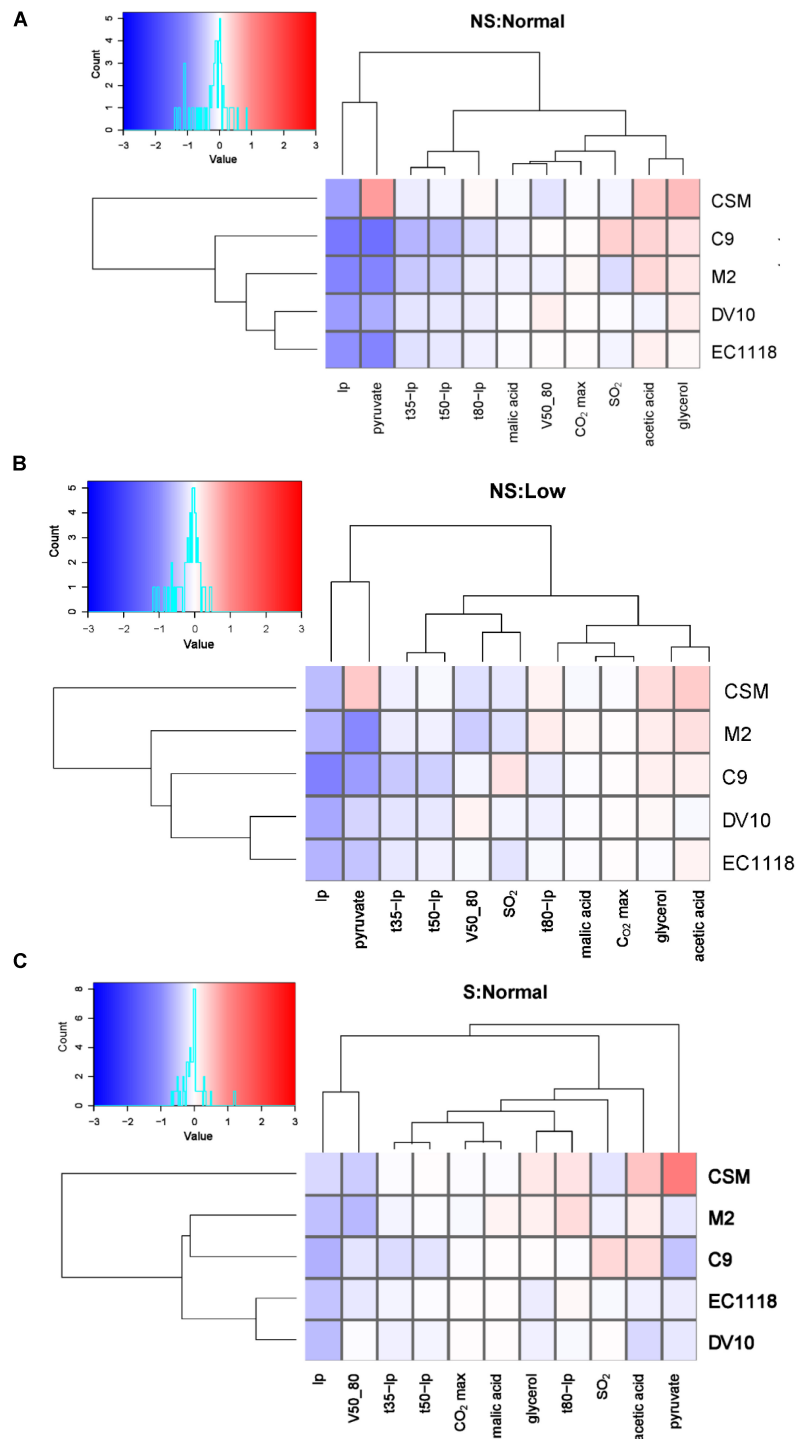 A
NS:Normal
Count
5
4
3
2
1
0
−3 −2 −1 0 1 2 3
Value
CSM
C9
M2
DV10
EC1118
lp pyruvate t35−lp t50−lp t80−lp malic acid V50_80 CO₂ max SO₂ acetic acid glycerol
B
NS:Low
Count
5
4
3
2
1
0
−3 −2 −1 0 1 2 3
Value
CSM
M2
C9
DV10
EC1118
lp pyruvate t35−lp t50−lp V50_80 SO₂ t80−lp malic acid CO₂ max glycerol acetic acid
C
S:Normal
Count
8
6
4
2
0
−3 −2 −1 0 1 2 3
Value
CSM
M2
C9
EC1118
DV10
lp V50_80 t35−lp t50−lp CO₂ max malic acid glycerol t80−lp SO₂ acetic acid pyruvate